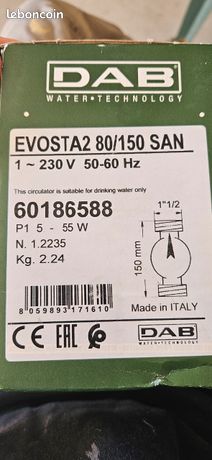 leboncoin
DAB
WATER•TECHNOLOGY
EVOSTA2 80/150 SAN
1 ~ 230 V 50-60 Hz
This circulator is suitable for drinking water only
60186588
P1 5 - 55 W
N. 1.2235
Kg. 2.24
1"1/2
150 mm
8 059893 171610
Made in ITALY
CE EAC
DAB
WATER•TECHNOLOGY